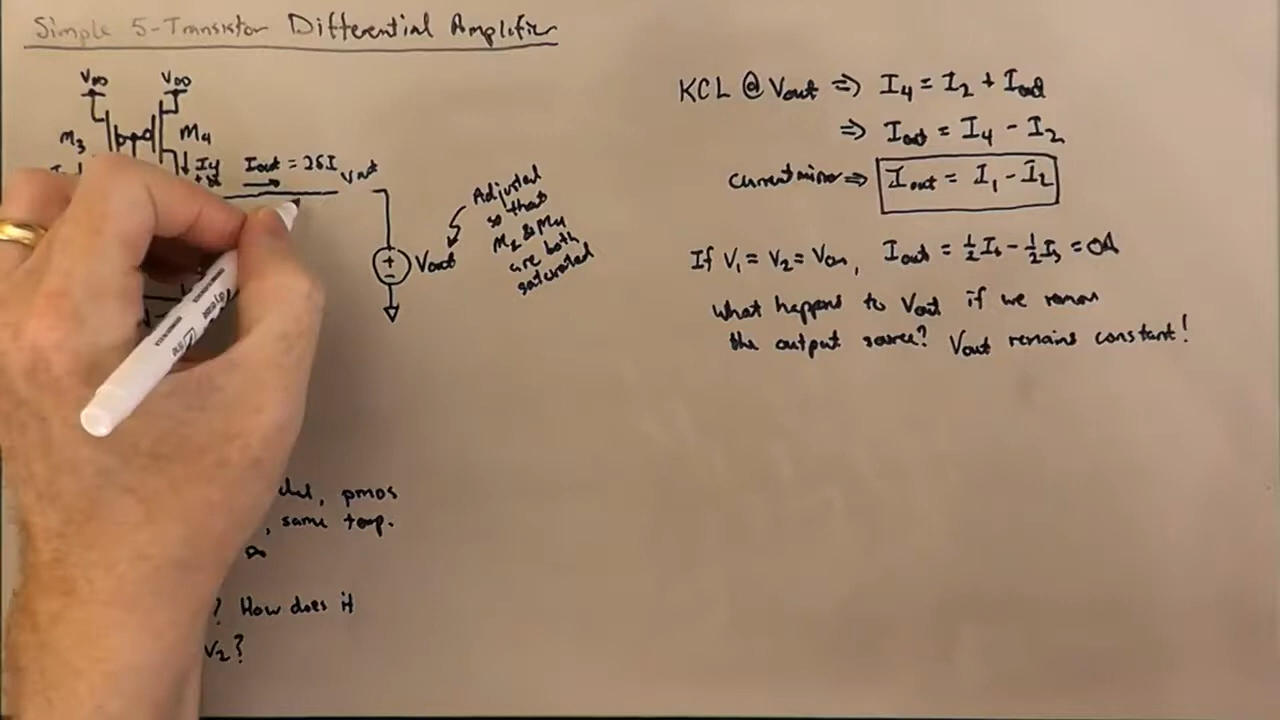 Simple 5-Transistor Differential Amplifier
VDD VDD
M3 M4
I4
Iout = 2δI
Vout
Adjusted
so that
M2 & M4
are both
saturated
+
-
Vout
pmos
, same temp.
∞
? How does it
V2?
KCL @ Vout ⇒ I4 = I2 + Iout
⇒ Iout = I4 - I2
Current mirror ⇒ Iout = I1 - I2
If V1 = V2 = Vcm, Iout = ½Ib - ½Ib = 0A
What happens to Vout if we remove
the output source? Vout remains constant!